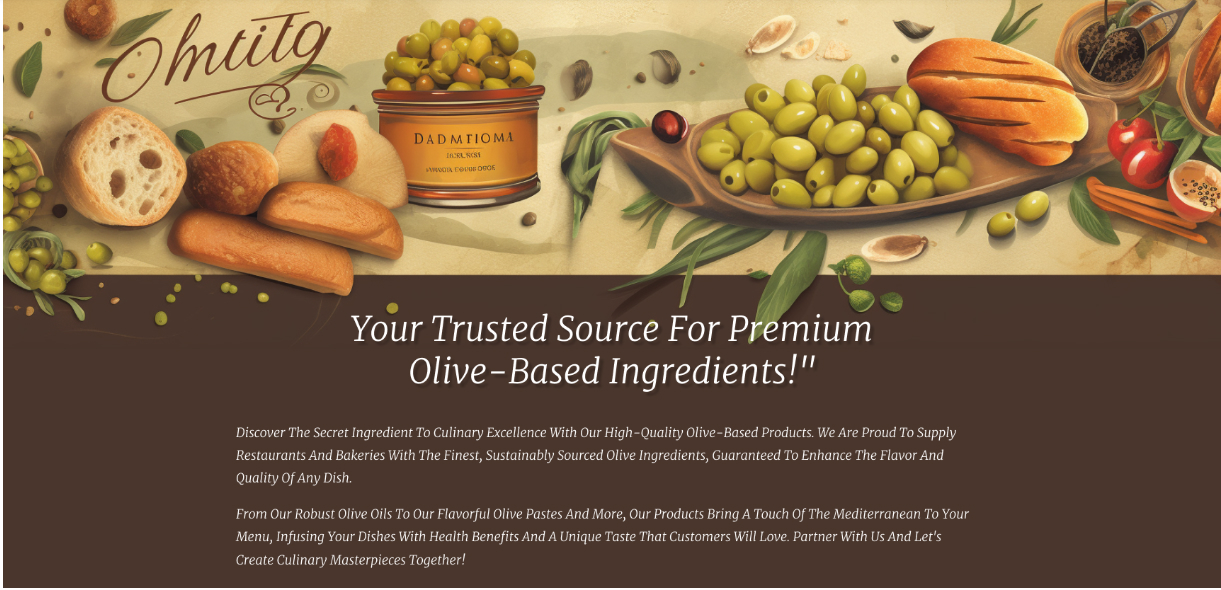 DADMTIOMA
Your Trusted Source For Premium
Olive-Based Ingredients!"
Discover The Secret Ingredient To Culinary Excellence With Our High-Quality Olive-Based Products. We Are Proud To Supply
Restaurants And Bakeries With The Finest, Sustainably Sourced Olive Ingredients, Guaranteed To Enhance The Flavor And
Quality Of Any Dish.
From Our Robust Olive Oils To Our Flavorful Olive Pastes And More, Our Products Bring A Touch Of The Mediterranean To Your
Menu, Infusing Your Dishes With Health Benefits And A Unique Taste That Customers Will Love. Partner With Us And Let's
Create Culinary Masterpieces Together!